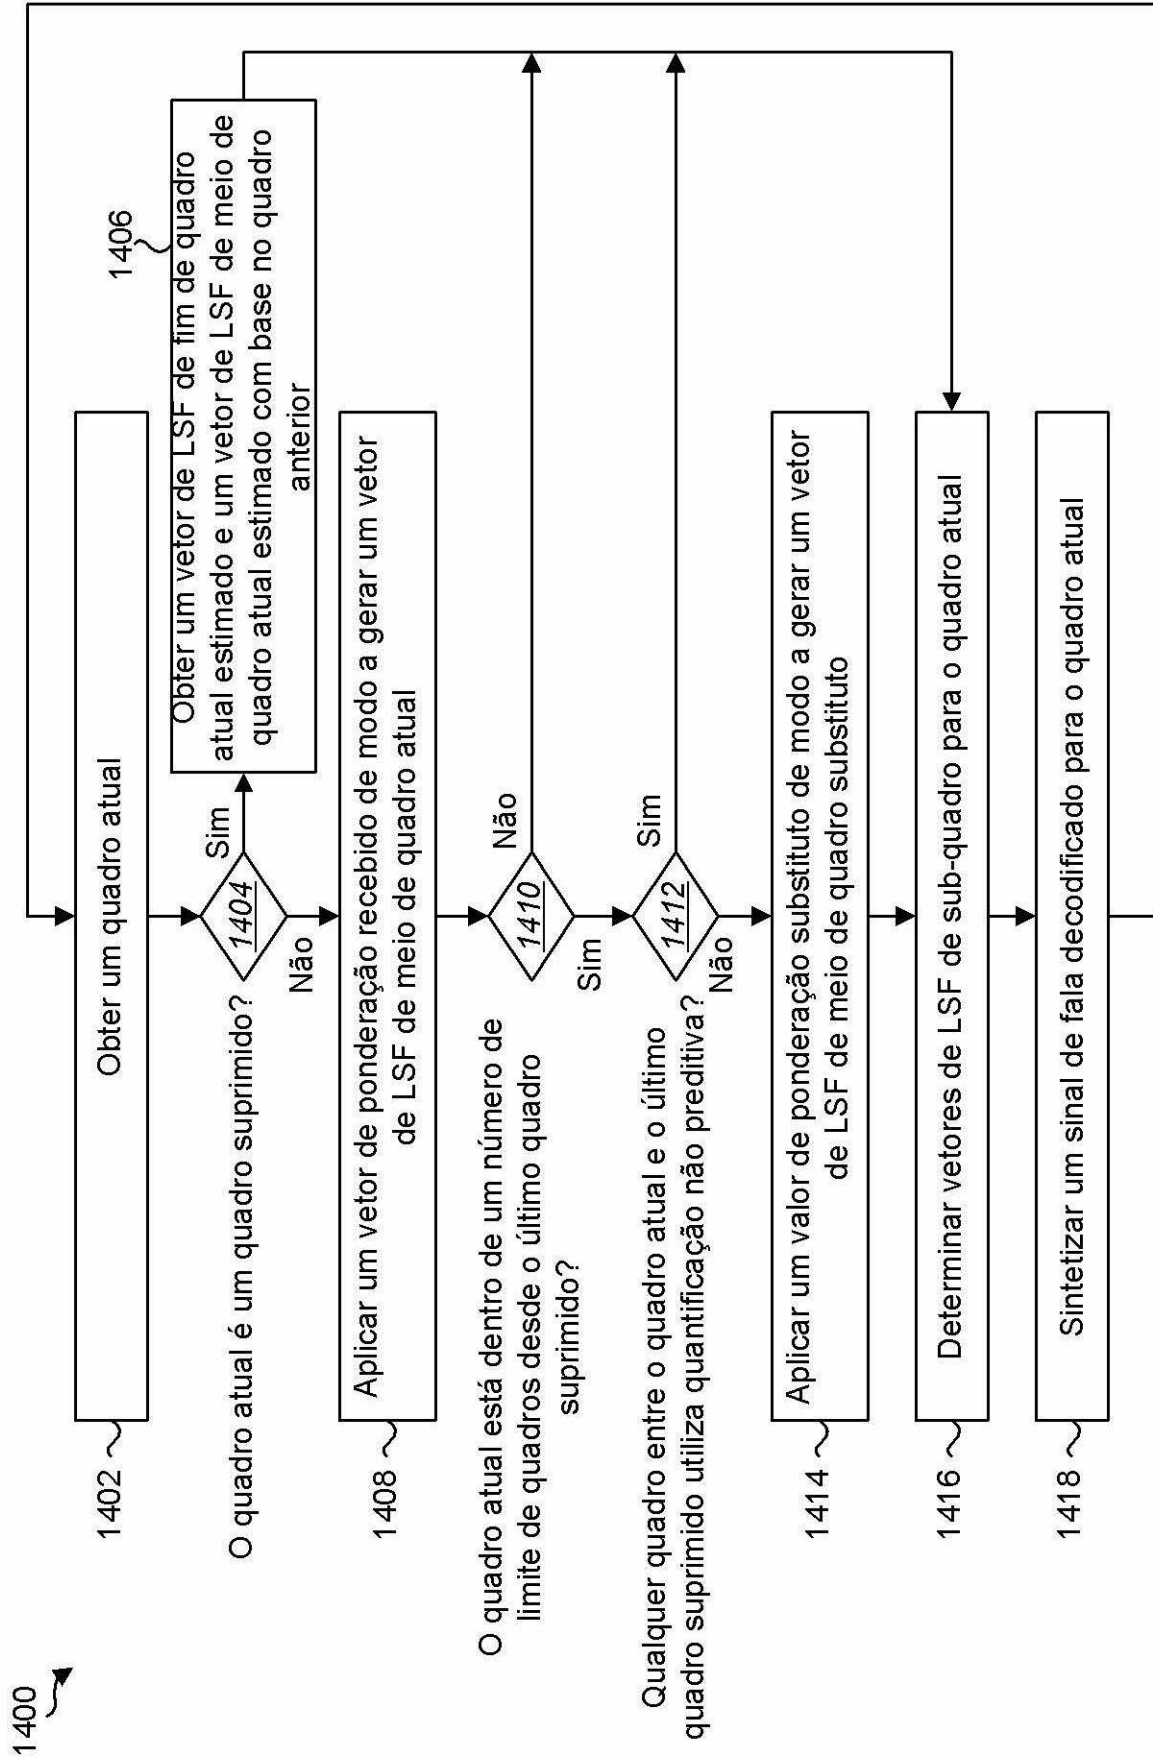 1400
1402
Obter um quadro atual
1404
O quadro atual é um quadro suprimido?
Sim
Não
1406
Obter um vetor de LSF de fim de quadro
atual estimado e um vetor de LSF de meio de
quadro atual estimado com base no quadro
anterior
1408
Aplicar um vetor de ponderação recebido de modo a gerar um vetor
de LSF de meio de quadro atual
O quadro atual está dentro de um número de
limite de quadros desde o último quadro
suprimido?
1410
Não
Sim
Qualquer quadro entre o quadro atual e o último
quadro suprimido utiliza quantificação não preditiva?
1412
Sim
Não
1414
Aplicar um valor de ponderação substituto de modo a gerar um vetor
de LSF de meio de quadro substituto
1416
Determinar vetores de LSF de sub-quadro para o quadro atual
1418
Sintetizar um sinal de fala decodificado para o quadro atual